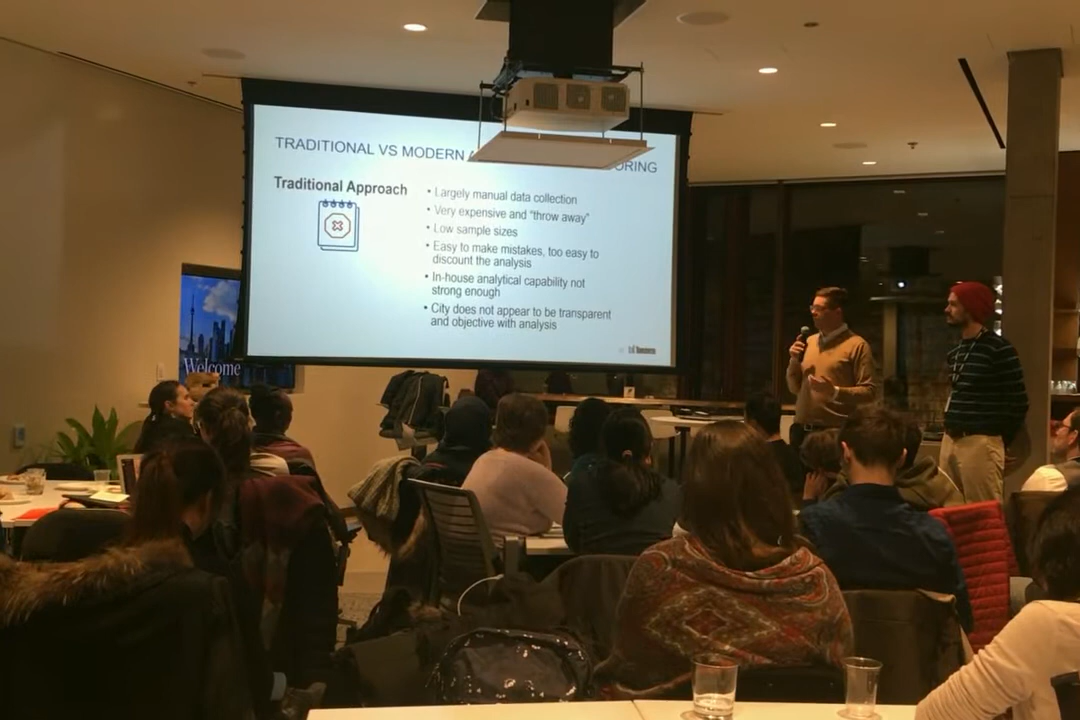 TRADITIONAL VS MODERN
ORING
Traditional Approach
• Largely manual data collection
• Very expensive and "throw away"
• Low sample sizes
• Easy to make mistakes, too easy to
discount the analysis
• In-house analytical capability not
strong enough
• City does not appear to be transparent
and objective with analysis
Toronto
Welcome